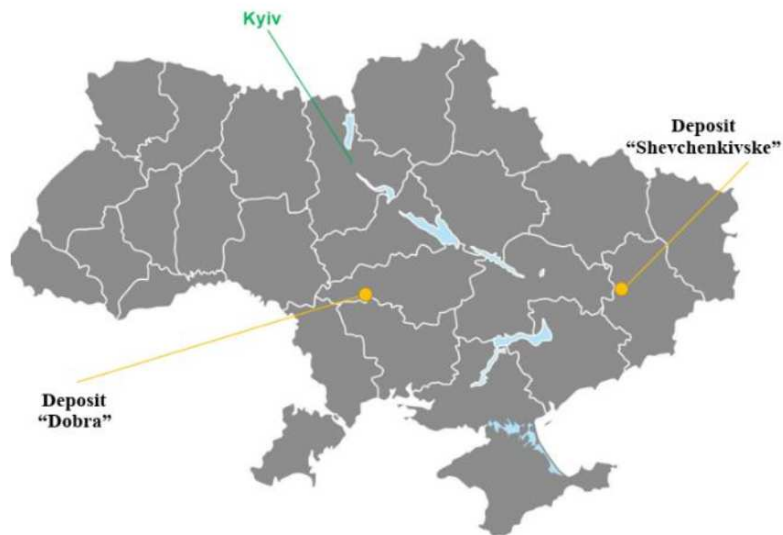 Kyiv
Deposit
“Shevchenkivske”
Deposit
“Dobra”